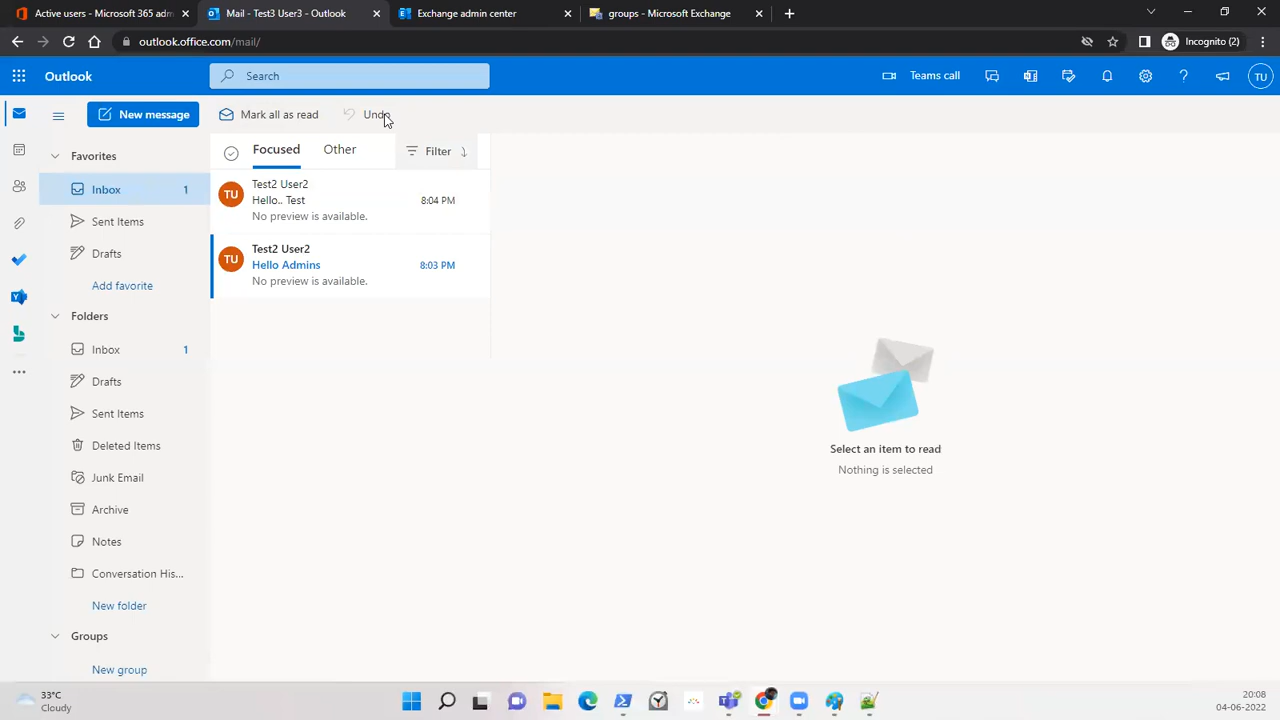 Active users - Microsoft 365 adm
Mail - Test3 User3 - Outlook
Exchange admin center
groups - Microsoft Exchange
outlook.office.com/mail/
Incognito (2)
Outlook
Search
Teams call
TU
New message
Mark all as read
Undo
Favorites
Inbox 1
Sent Items
Drafts
Add favorite
Folders
Inbox 1
Drafts
Sent Items
Deleted Items
Junk Email
Archive
Notes
Conversation His...
New folder
Groups
New group
Focused
Other
Filter
TU
Test2 User2
Hello.. Test 8:04 PM
No preview is available.
TU
Test2 User2
Hello Admins 8:03 PM
No preview is available.
Select an item to read
Nothing is selected
33°C
Cloudy
20:08
04-06-2022